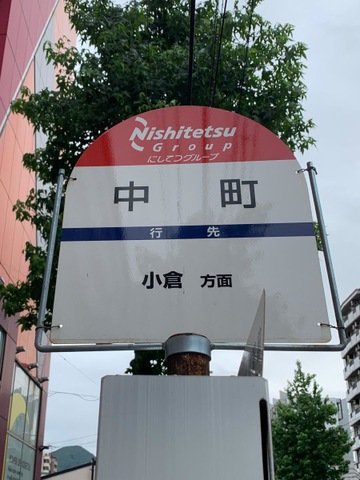 Nishitetsu
Group
にしてつグループ
中町
行先
小倉 方面